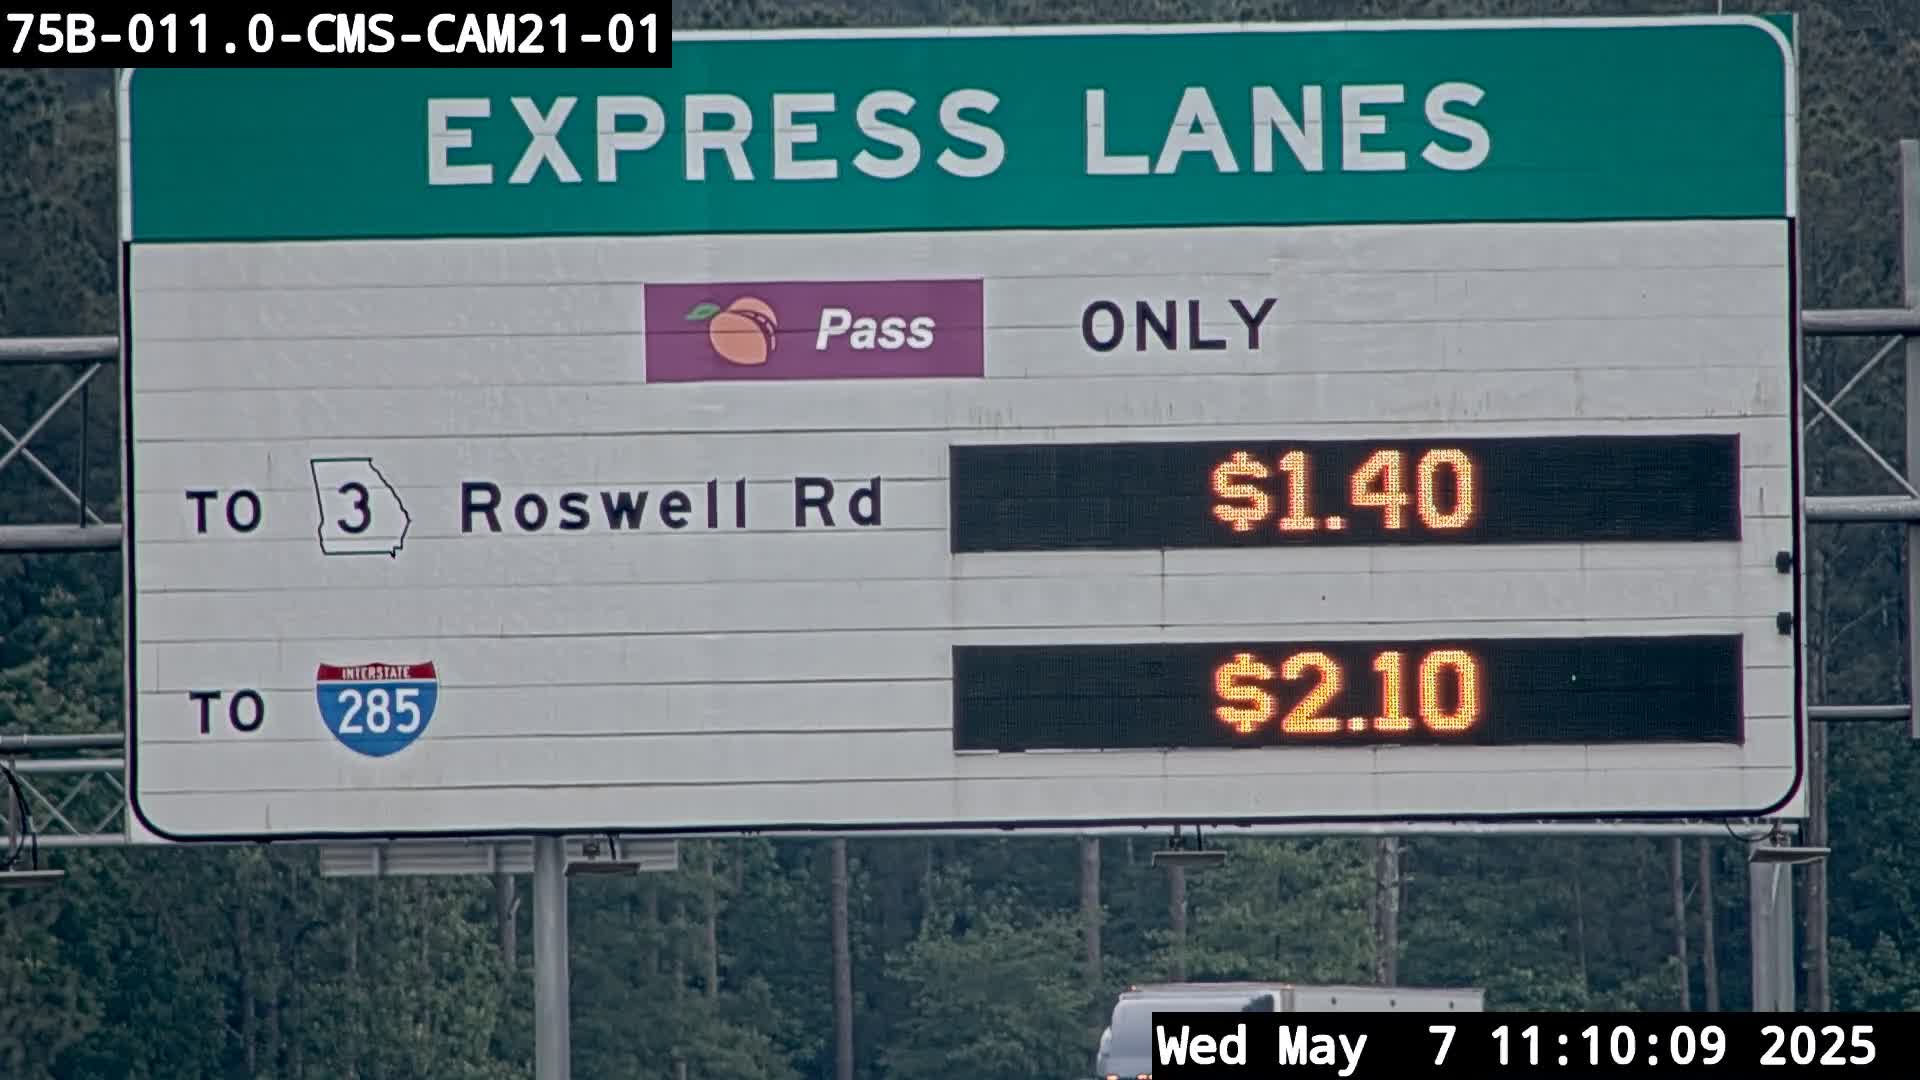 75B-011.0-CMS-CAM21-01
EXPRESS LANES
Pass ONLY
TO 3 Roswell Rd $1.40
INTERSTATE
TO 285 $2.10
Wed May 7 11:10:09 2025